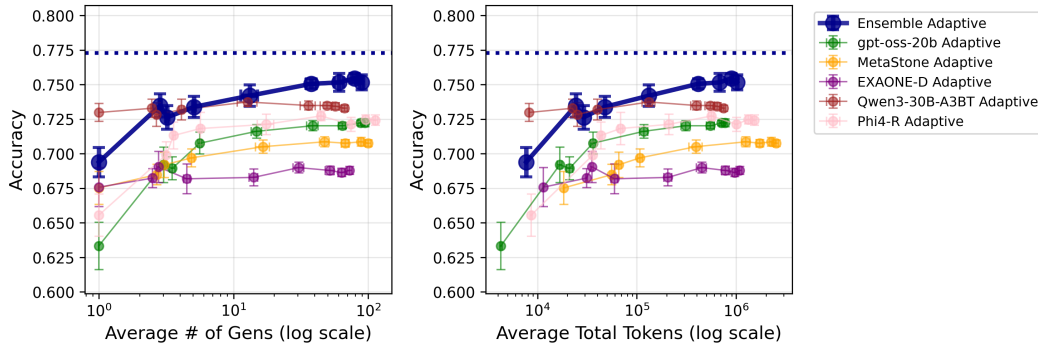 0.800
0.775
0.750
0.725
0.700
0.675
0.650
0.625
0.600
Accuracy
10⁰
10¹
10²
Average # of Gens (log scale)
0.800
0.775
0.750
0.725
0.700
0.675
0.650
0.625
0.600
Accuracy
10⁴
10⁵
10⁶
Average Total Tokens (log scale)
Ensemble Adaptive
gpt-oss-20b Adaptive
MetaStone Adaptive
EXAONE-D Adaptive
Qwen3-30B-A3BT Adaptive
Phi4-R Adaptive